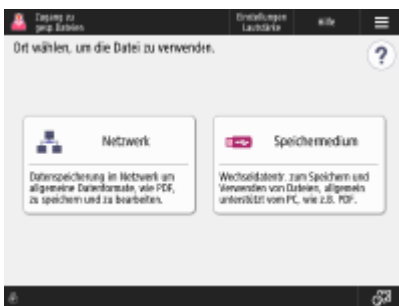 Zugang zu
gesp. Dateien
Einstellungen
Lautstärke
Hilfe
Ort wählen, um die Datei zu verwenden.
?
Netzwerk
Speichermedium
Datenspeicherung im Netzwerk um
allgemeine Datenformate, wie PDF,
zu speichern und zu bearbeiten.
Wechseldatentr. zum Speichern und
Verwenden von Dateien, allgemein
unterstützt vom PC, wie z.B. PDF.